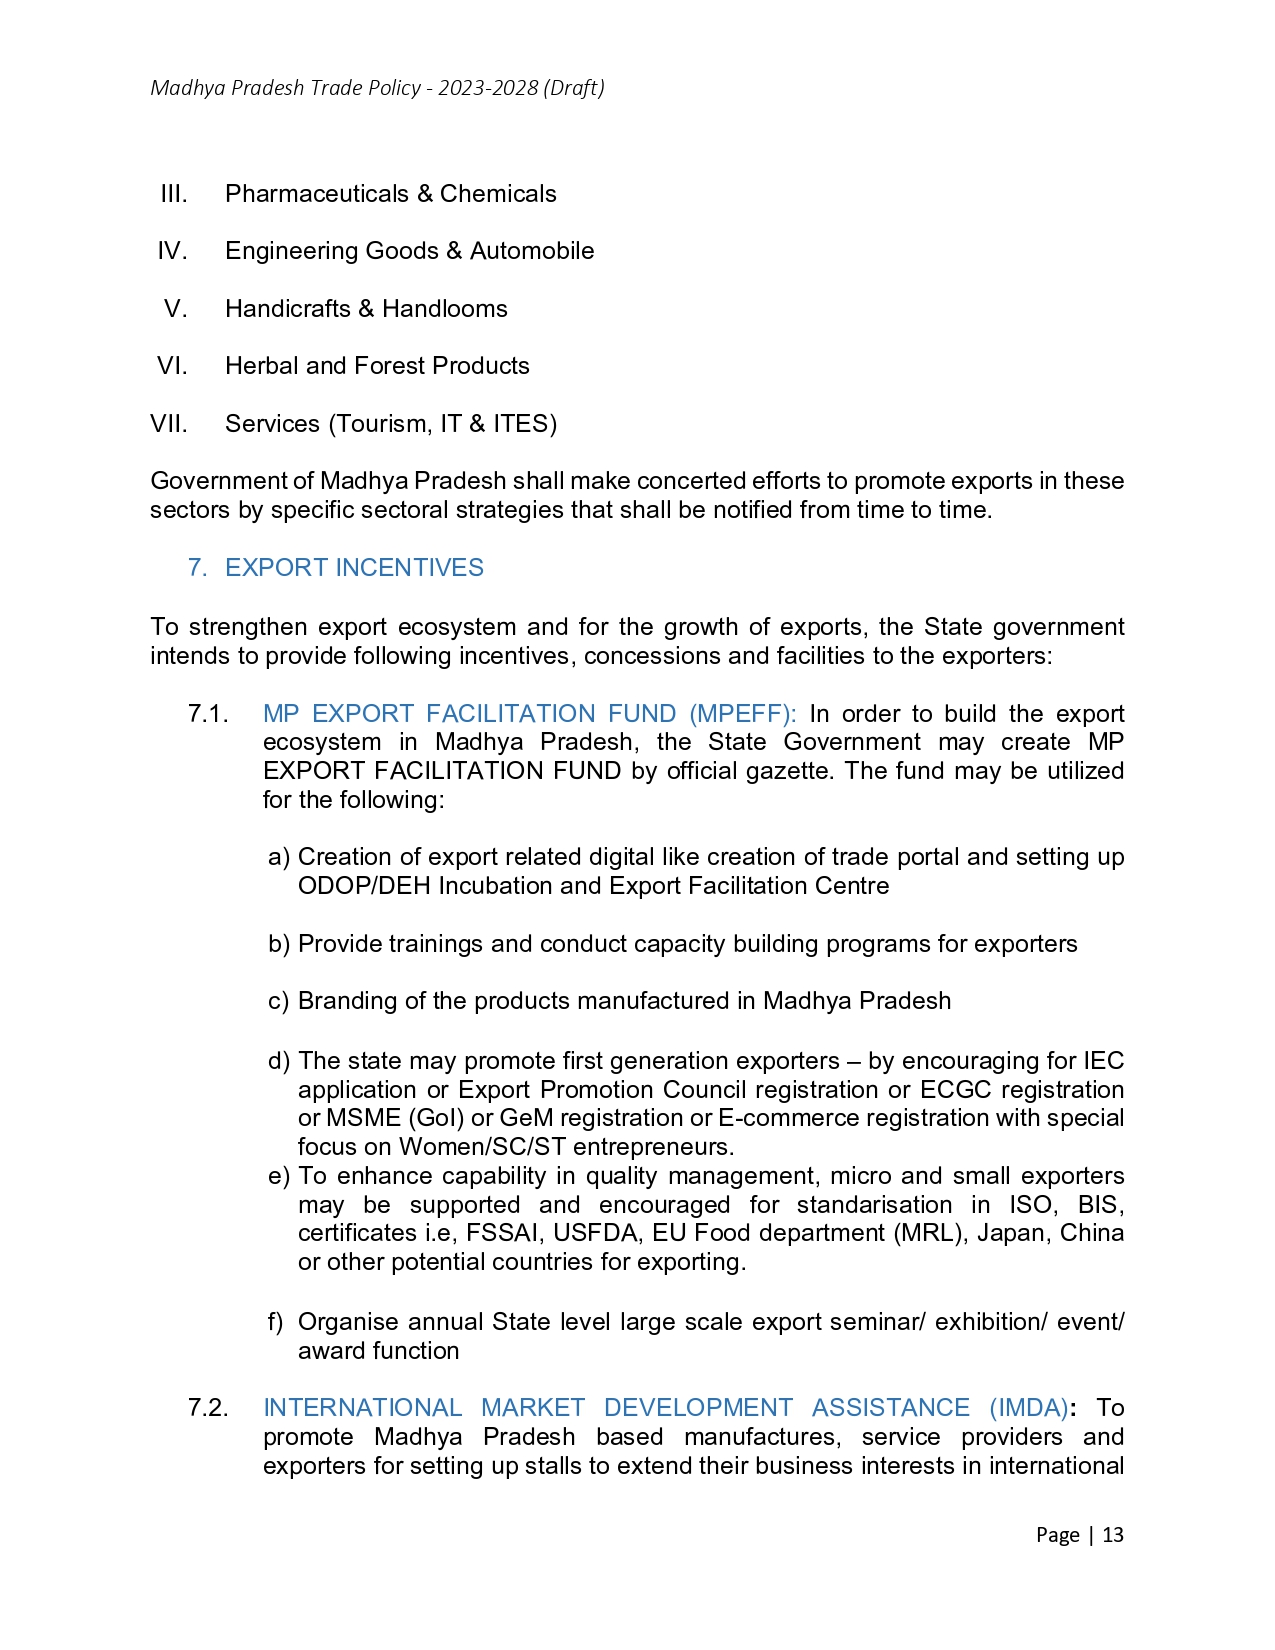 Madhya Pradesh Trade Policy - 2023-2028 (Draft)
III. Pharmaceuticals & Chemicals
IV. Engineering Goods & Automobile
V. Handicrafts & Handlooms
VI. Herbal and Forest Products
VII. Services (Tourism, IT & ITES)
Government of Madhya Pradesh shall make concerted efforts to promote exports in these
sectors by specific sectoral strategies that shall be notified from time to time.
7. EXPORT INCENTIVES
To strengthen export ecosystem and for the growth of exports, the State government
intends to provide following incentives, concessions and facilities to the exporters:
7.1. MP EXPORT FACILITATION FUND (MPEFF): In order to build the export
ecosystem in Madhya Pradesh, the State Government may create MP
EXPORT FACILITATION FUND by official gazette. The fund may be utilized
for the following:
a) Creation of export related digital like creation of trade portal and setting up
ODOP/DEH Incubation and Export Facilitation Centre
b) Provide trainings and conduct capacity building programs for exporters
c) Branding of the products manufactured in Madhya Pradesh
d) The state may promote first generation exporters – by encouraging for IEC
application or Export Promotion Council registration or ECGC registration
or MSME (GoI) or GeM registration or E-commerce registration with special
focus on Women/SC/ST entrepreneurs.
e) To enhance capability in quality management, micro and small exporters
may be supported and encouraged for standarisation in ISO, BIS,
certificates i.e, FSSAI, USFDA, EU Food department (MRL), Japan, China
or other potential countries for exporting.
f) Organise annual State level large scale export seminar/ exhibition/ event/
award function
7.2. INTERNATIONAL MARKET DEVELOPMENT ASSISTANCE (IMDA): To
promote Madhya Pradesh based manufactures, service providers and
exporters for setting up stalls to extend their business interests in international
Page | 13